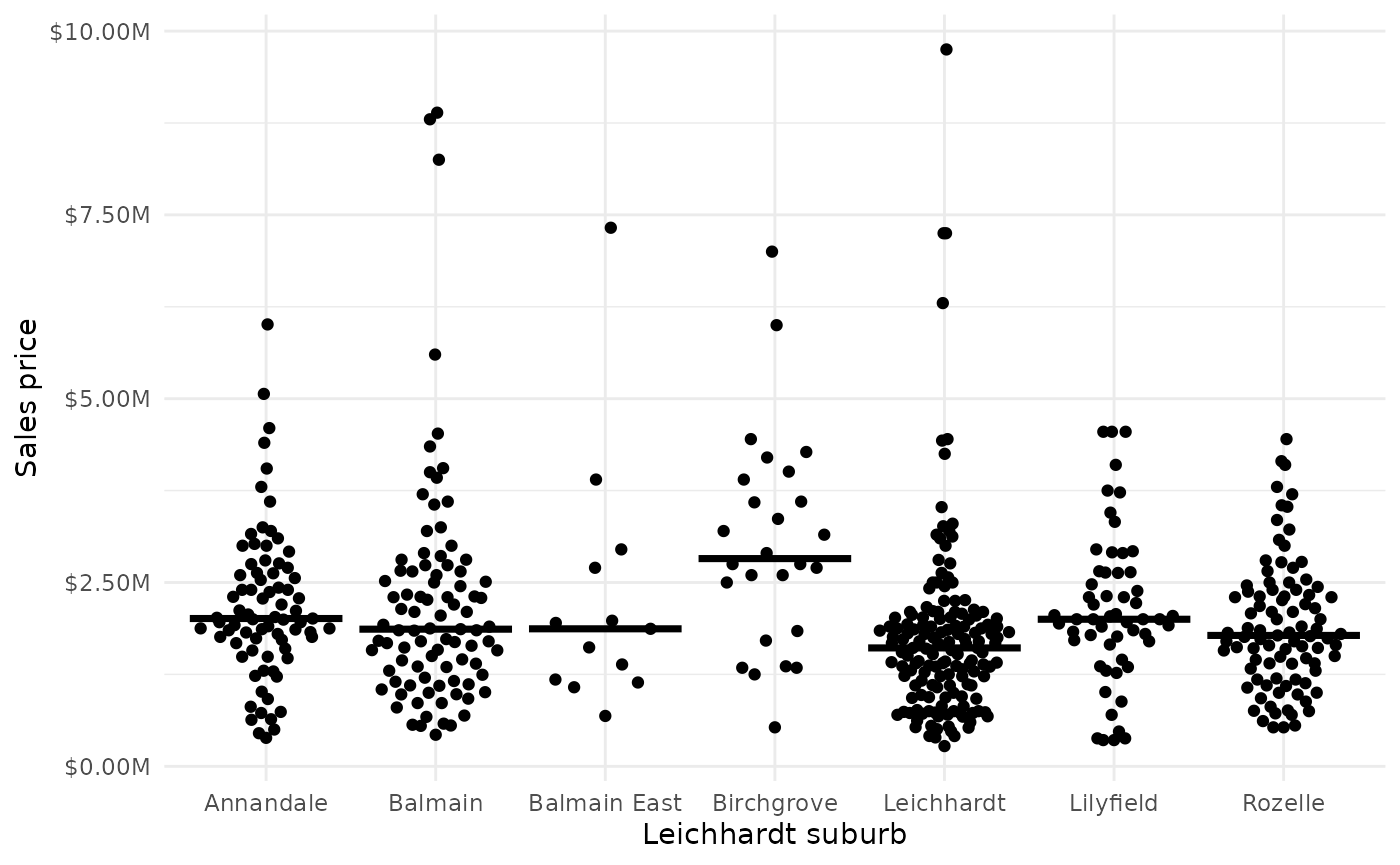 $10.00M
$7.50M
$5.00M
$2.50M
$0.00M
Sales price
Annandale
Balmain
Balmain East
Birchgrove
Leichhardt
Lilyfield
Rozelle
Leichhardt suburb